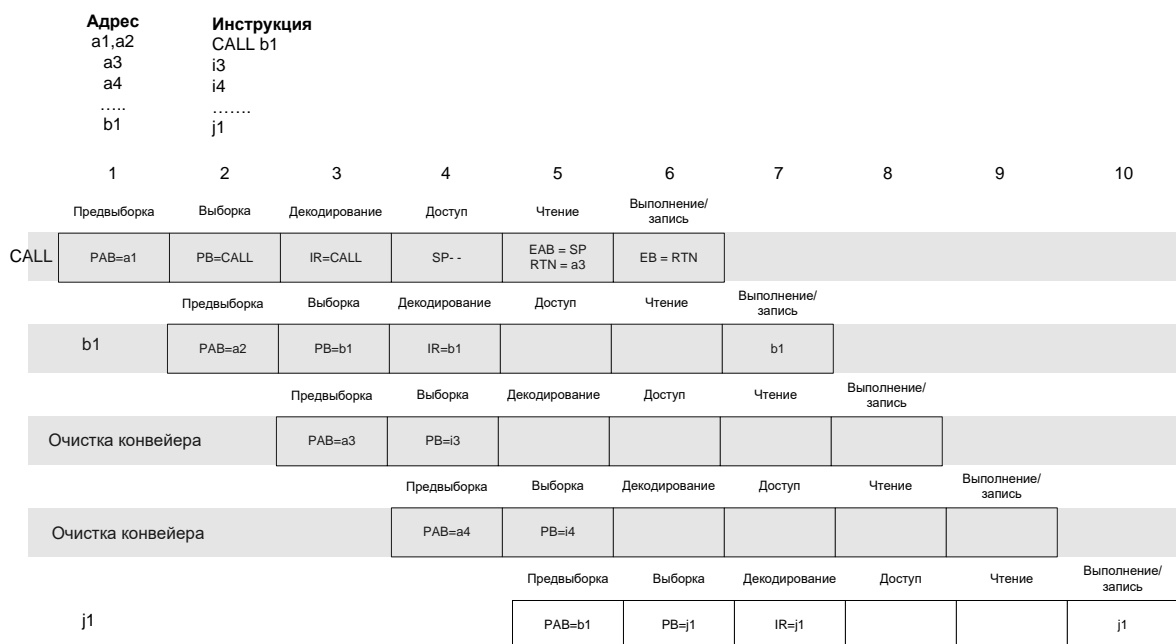 Адрес Инструкция
a1,a2 CALL b1
a3 i3
a4 i4
..... .......
b1 j1
1 2 3 4 5 6 7 8 9 10
Предвыборка Выборка Декодирование Доступ Чтение Выполнение/
запись
CALL PAB=a1 PB=CALL IR=CALL SP- - EAB = SP
RTN = a3 EB = RTN
Предвыборка Выборка Декодирование Доступ Чтение Выполнение/
запись
b1 PAB=a2 PB=b1 IR=b1 b1
Предвыборка Выборка Декодирование Доступ Чтение Выполнение/
запись
Очистка конвейера PAB=a3 PB=i3
Предвыборка Выборка Декодирование Доступ Чтение Выполнение/
запись
Очистка конвейера PAB=a4 PB=i4
Предвыборка Выборка Декодирование Доступ Чтение Выполнение/
запись
j1 PAB=b1 PB=j1 IR=j1 j1